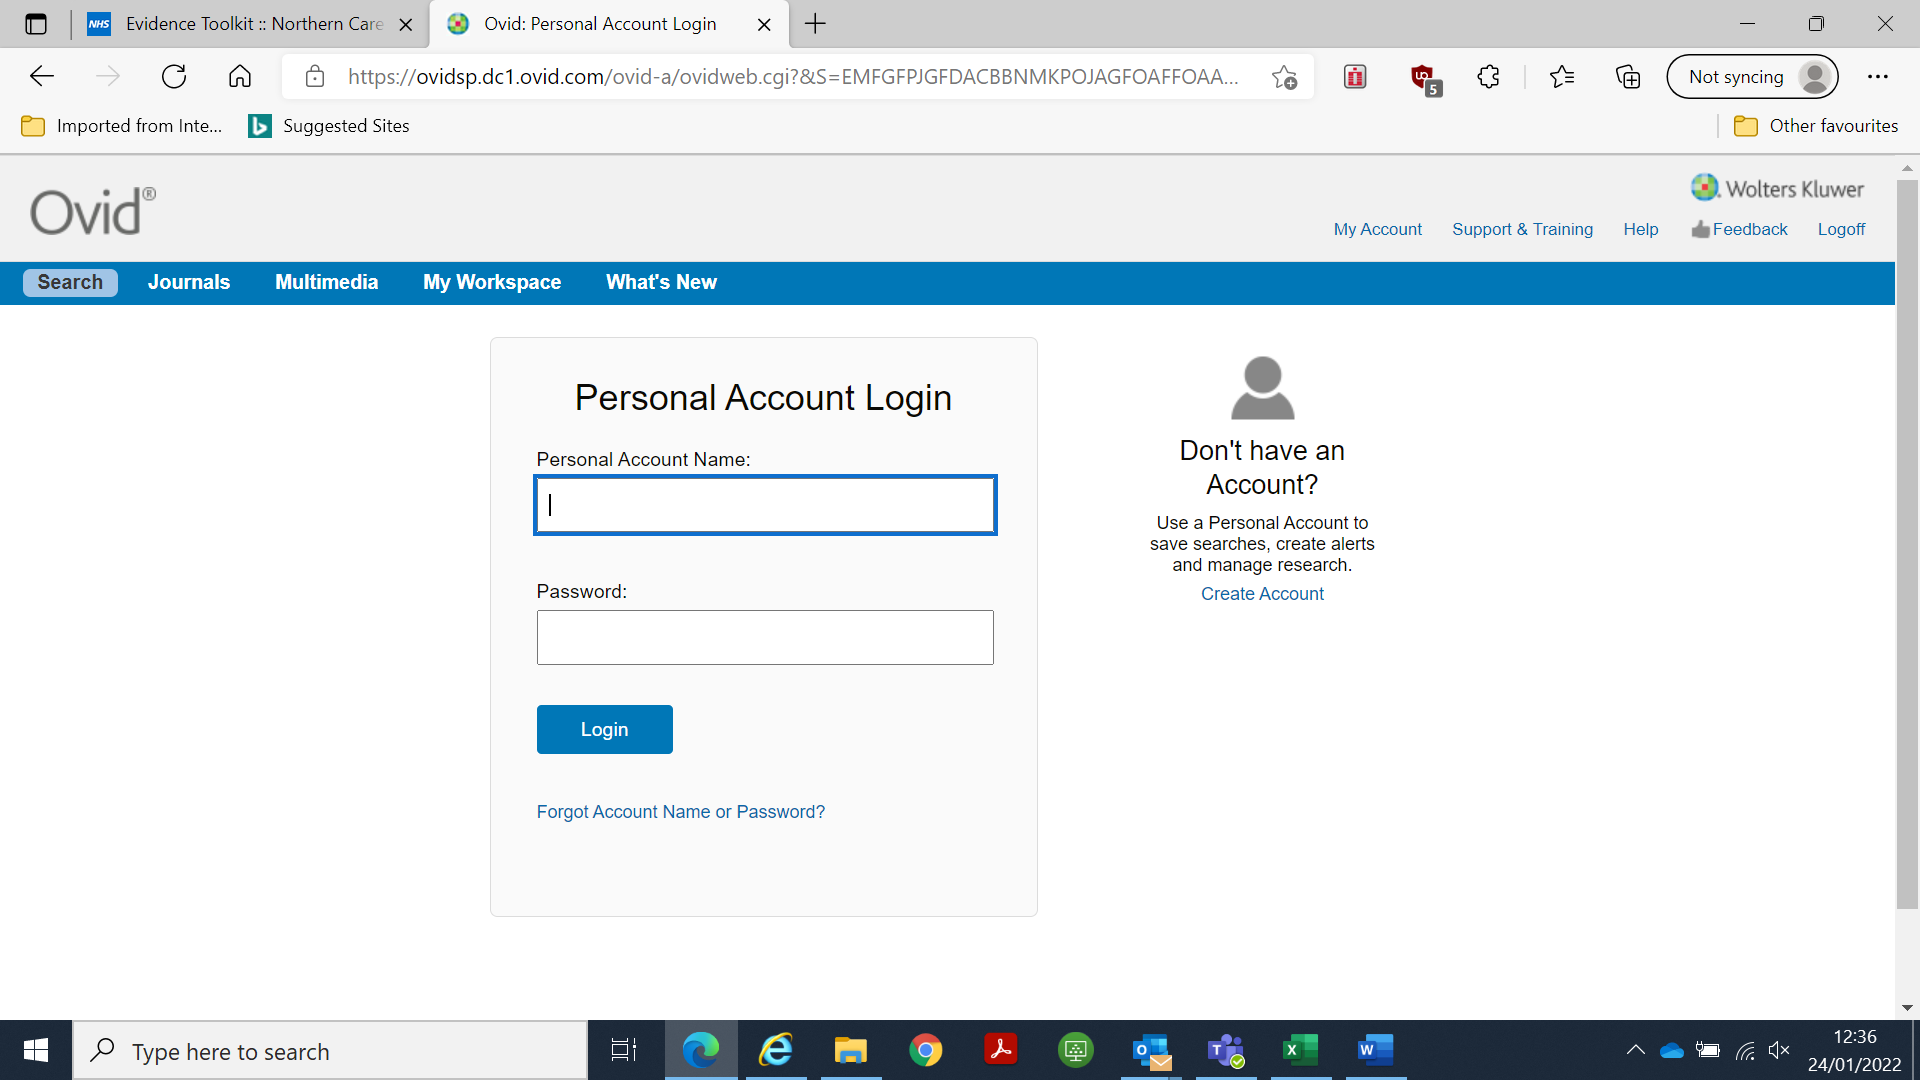 NHS Evidence Toolkit :: Northern Care
Ovid: Personal Account Login
https://ovidsp.dc1.ovid.com/ovid-a/ovidweb.cgi?&S=EMFGFPJGFDACBBNMKPOJAGFOAFFOAA...
5
Not syncing
Imported from Inte...
Suggested Sites
Other favourites
Ovid®
Wolters Kluwer
My Account
Support & Training
Help
Feedback
Logoff
Search
Journals
Multimedia
My Workspace
What's New
Personal Account Login
Personal Account Name:
Password:
Login
Forgot Account Name or Password?
Don't have an
Account?
Use a Personal Account to
save searches, create alerts
and manage research.
Create Account
Type here to search
12:36
24/01/2022